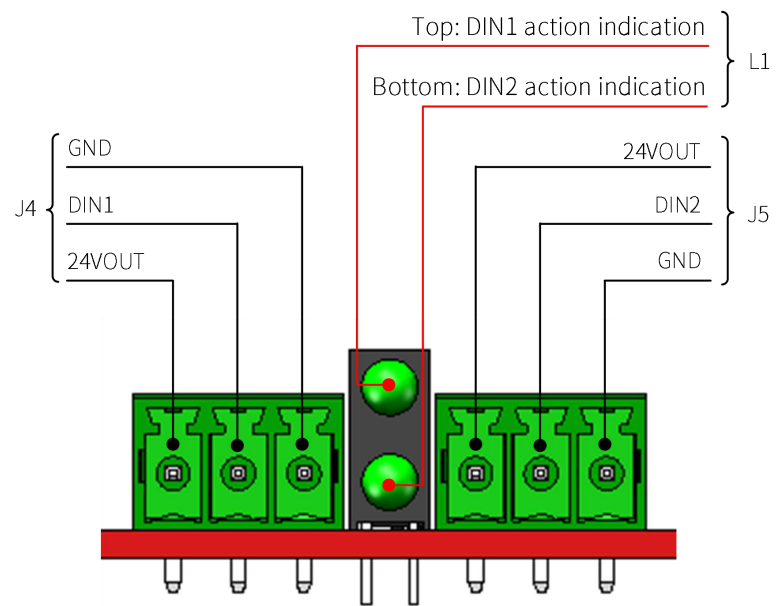 Top: DIN1 action indication
L1
Bottom: DIN2 action indication
GND
J4
DIN1
24VOUT
24VOUT
DIN2
J5
GND